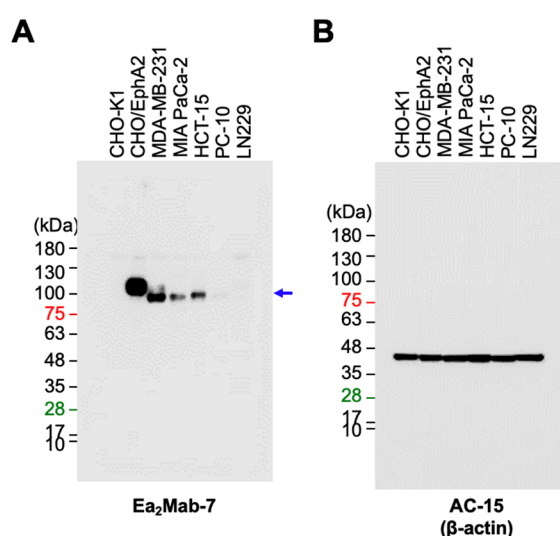 A
CHO-K1
CHO/EphA2
MDA-MB-231
MIA PaCa-2
HCT-15
PC-10
LN229
(kDa)
180
130
100
75
63
48
35
28
17
10
Ea₂Mab-7
B
CHO-K1
CHO/EphA2
MDA-MB-231
MIA PaCa-2
HCT-15
PC-10
LN229
(kDa)
180
130
100
75
63
48
35
28
17
10
AC-15
(β-actin)